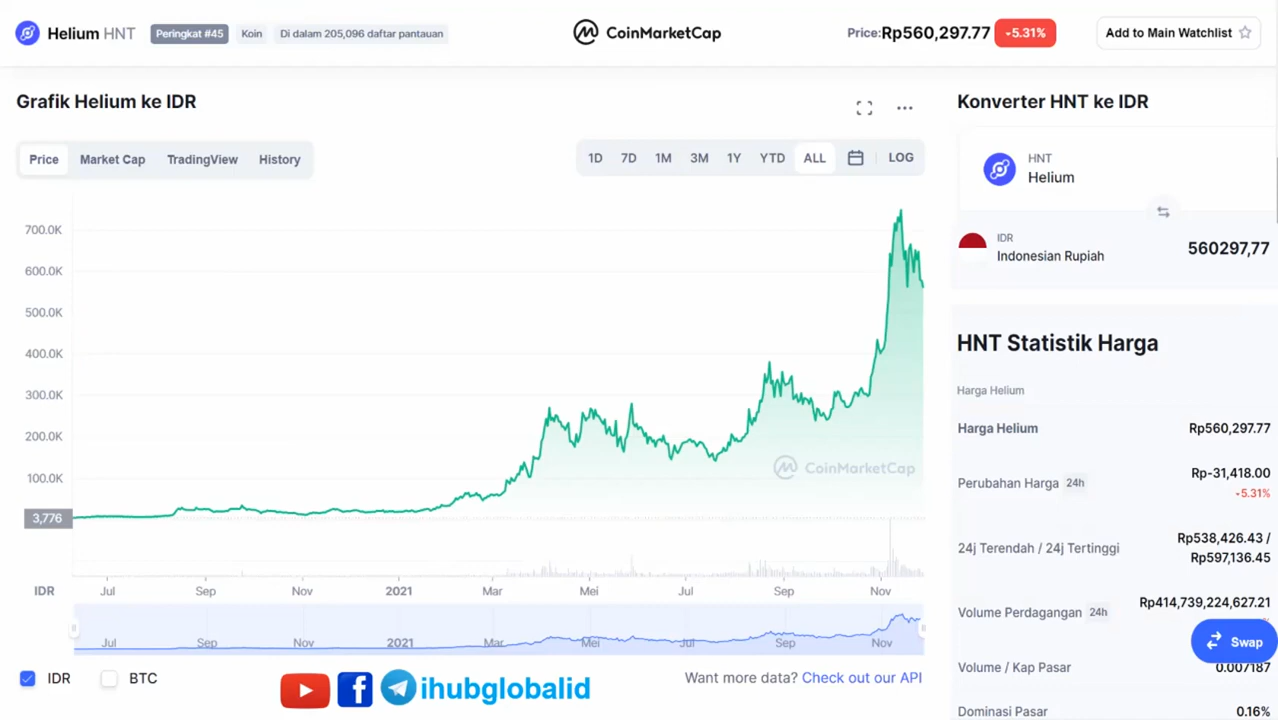 Helium HNT Peringkat #45 Koin Di dalam 205,096 daftar pantauan CoinMarketCap Price:Rp560,297.77 -5.31% Add to Main Watchlist
Grafik Helium ke IDR
Price Market Cap TradingView History 1D 7D 1M 3M 1Y YTD ALL LOG
700.0K
600.0K
500.0K
400.0K
300.0K
200.0K
100.0K
3,776
CoinMarketCap
IDR Jul Sep Nov 2021 Mar Mei Jul Sep Nov
Jul Sep Nov 2021 Mar Mei Jul Sep Nov
IDR BTC Want more data? Check out our API
ihubglobalid
Konverter HNT ke IDR
HNT
Helium
IDR
Indonesian Rupiah 560297,77
HNT Statistik Harga
Harga Helium
Harga Helium Rp560,297.77
Perubahan Harga 24h Rp-31,418.00
-5.31%
24j Terendah / 24j Tertinggi Rp538,426.43 /
Rp597,136.45
Volume Perdagangan 24h Rp414,739,224,627.21
Swap
Volume / Kap Pasar 0.007187
Dominasi Pasar 0.16%